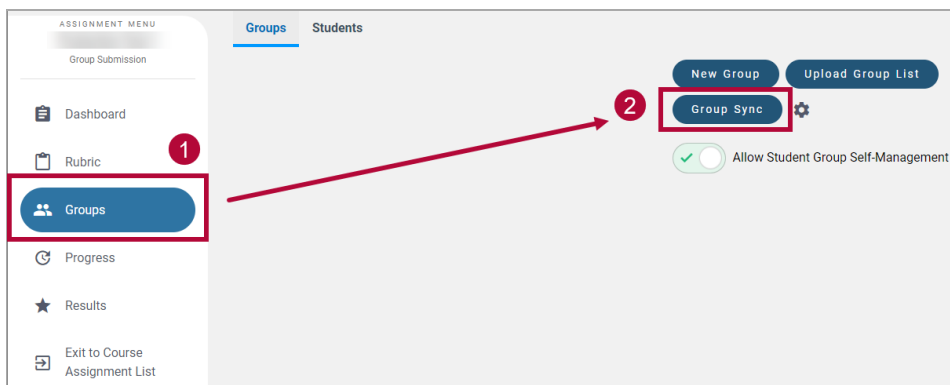 ASSIGNMENT MENU
Group Submission
Dashboard
Rubric
1
Groups
Progress
Results
Exit to Course
Assignment List
Groups Students
New Group Upload Group List
2 Group Sync
Allow Student Group Self-Management